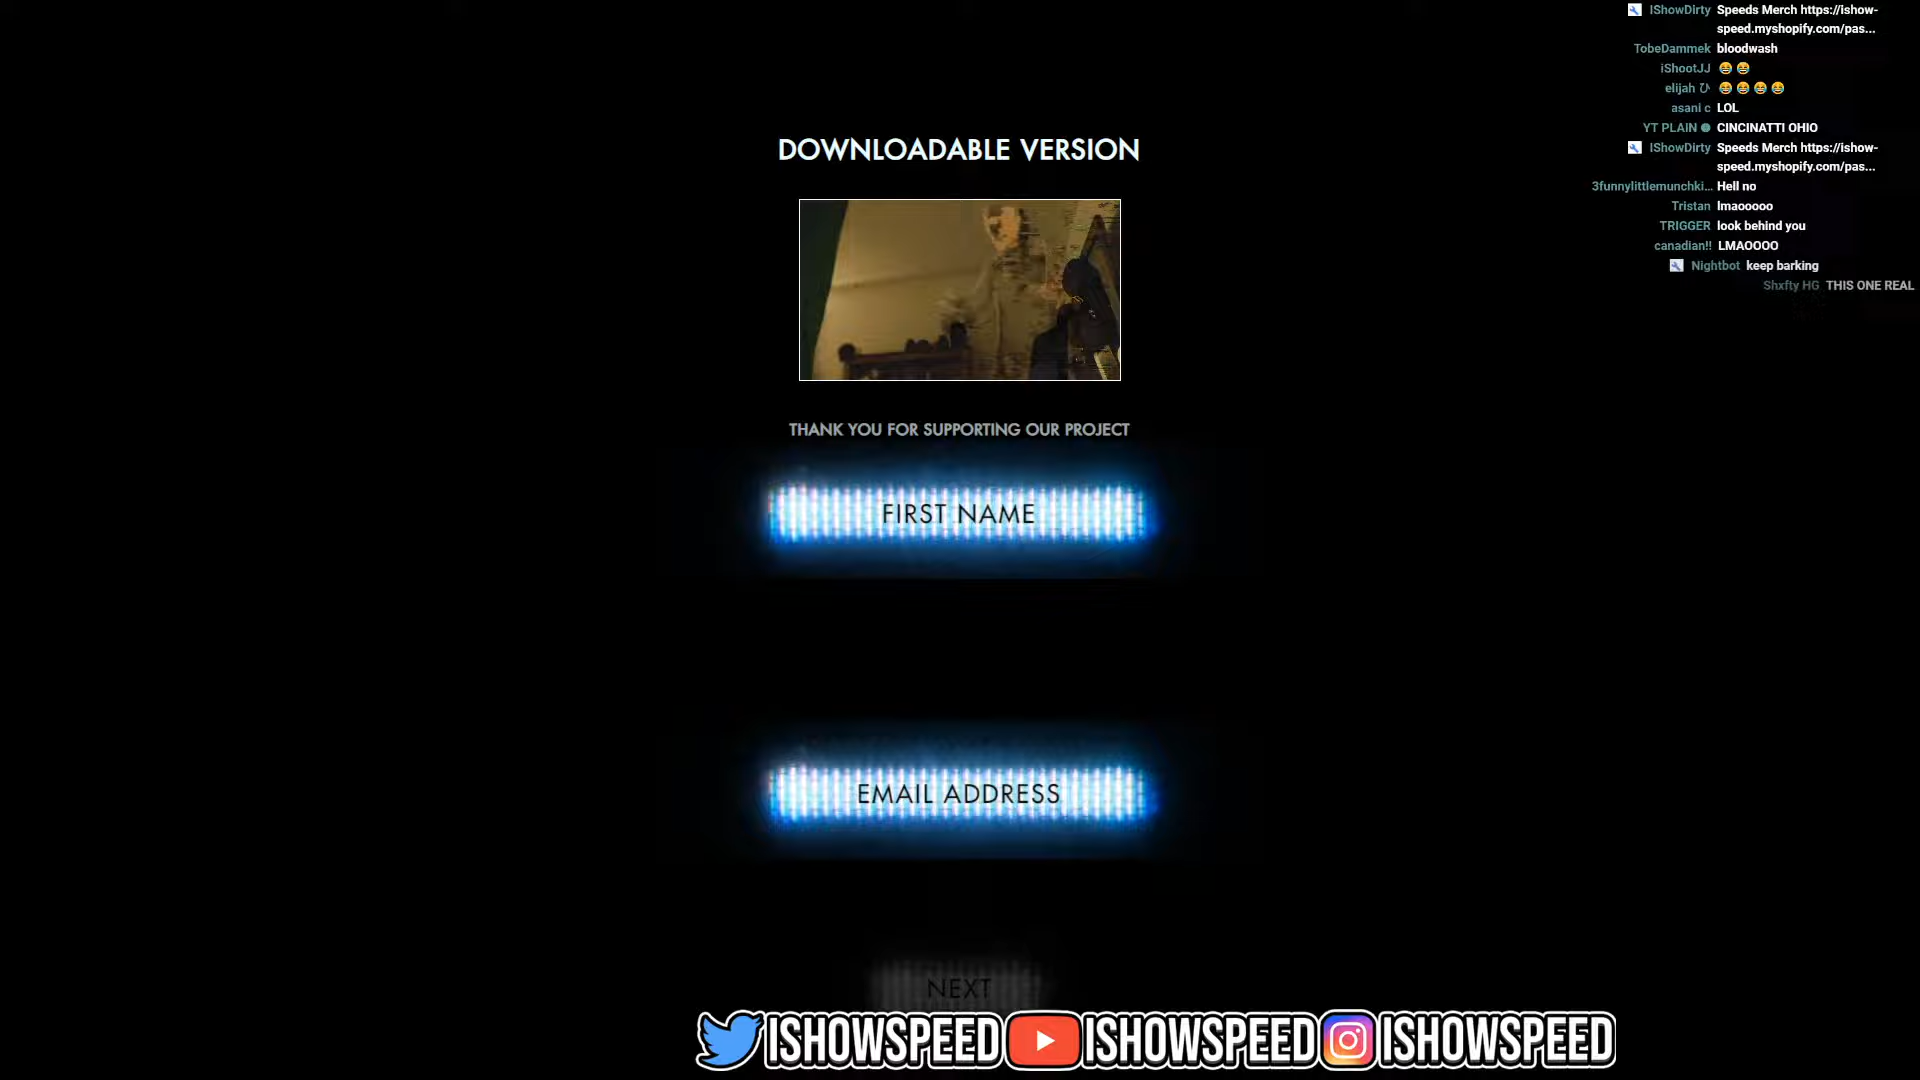 IShowDirty Speeds Merch https://ishow-
speed.myshopify.com/pas...
TobeDammek bloodwash
iShootJJ 😂 😂
elijah ひ 😂 😂 😂 😂
asani c LOL
YT PLAIN CINCINATTI OHIO
IShowDirty Speeds Merch https://ishow-
speed.myshopify.com/pas...
3funnylittlemunchki... Hell no
Tristan lmaooooo
TRIGGER look behind you
canadian!! LMAOOOO
Nightbot keep barking
Shxfty HG THIS ONE REAL
DOWNLOADABLE VERSION
THANK YOU FOR SUPPORTING OUR PROJECT
FIRST NAME
EMAIL ADDRESS
NEXT
ISHOWSPEED ISHOWSPEED ISHOWSPEED